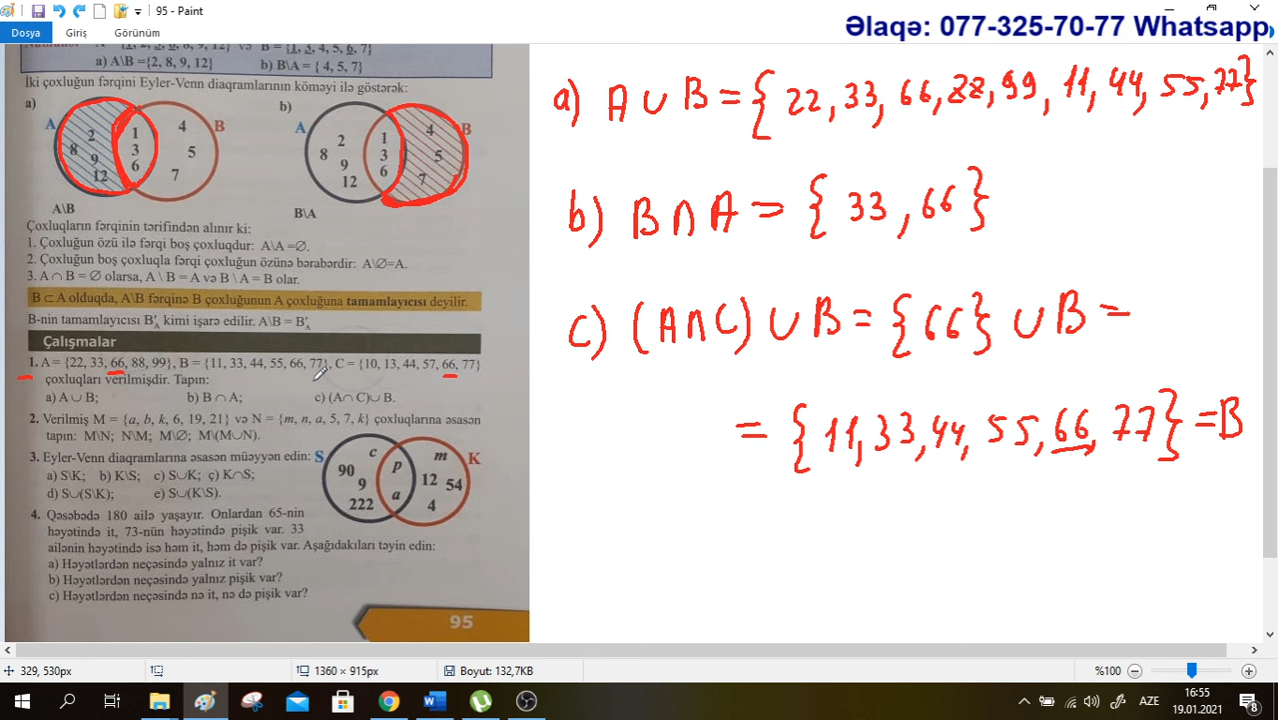 95 - Paint
Əlaqə: 077-325-70-77 Whatsapp
Dosya Giriş Görünüm
a) A\B ={2, 8, 9, 12} b) B\A = { 4, 5, 7}
İki çoxluğun fərqini Eyler-Venn diaqramlarının köməyi ilə göstərək:
a) b)
A 2 8 9 12 1 3 6 4 5 7 B
A 2 8 9 12 1 3 6 4 5 7 B
A\B B\A
Çoxluqların fərqinin tərifindən alınır ki:
1. Çoxluğun özü ilə fərqi boş çoxluqdur: A\A =∅.
2. Çoxluğun boş çoxluqla fərqi çoxluğun özünə bərabərdir: A\∅=A.
3. A ∩ B = ∅ olarsa, A \ B = A və B \ A = B olar.
B ⊂ A olduqda, A\B fərqinə B çoxluğunun A çoxluğuna tamamlayıcısı deyilir.
B-nin tamamlayıcısı B′A kimi işarə edilir. A\B = B′A
Çalışmalar
1. A = {22, 33, 66, 88, 99}, B = {11, 33, 44, 55, 66, 77}, C = {10, 13, 44, 57, 66, 77}
çoxluqları verilmişdir. Tapın:
a) A ∪ B; b) B ∩ A; c) (A∩ C)∪ B.
2. Verilmiş M = {a, b, k, 6, 19, 21} və N = {m, n, a, 5, 7, k} çoxluqlarına əsasən
tapın: M\N; N\M; M\∅; M\(M∪N).
3. Eyler-Venn diaqramlarına əsasən müəyyən edin:
a) S\K; b) K\S; c) S∪K; ç) K∩S;
d) S∪(S\K); e) S∪(K\S).
S c 90 9 222 p a m 12 54 4 K
4. Qəsəbədə 180 ailə yaşayır. Onlardan 65-nin
həyətində it, 73-nün həyətində pişik var. 33
ailənin həyətində isə həm it, həm də pişik var. Aşağıdakıları təyin edin:
a) Həyətlərdən neçəsində yalnız it var?
b) Həyətlərdən neçəsində yalnız pişik var?
c) Həyətlərdən neçəsində nə it, nə də pişik var?
95
a) A ∪ B = {22, 33, 66, 88, 99, 11, 44, 55, 77}
b) B ∩ A = {33, 66}
c) (A∩C) ∪ B = {66} ∪ B =
= {11, 33, 44, 55, 66, 77} = B
329, 530px 1360 × 915px Boyut: 132,7KB %100
AZE 16:55
19.01.2021
8